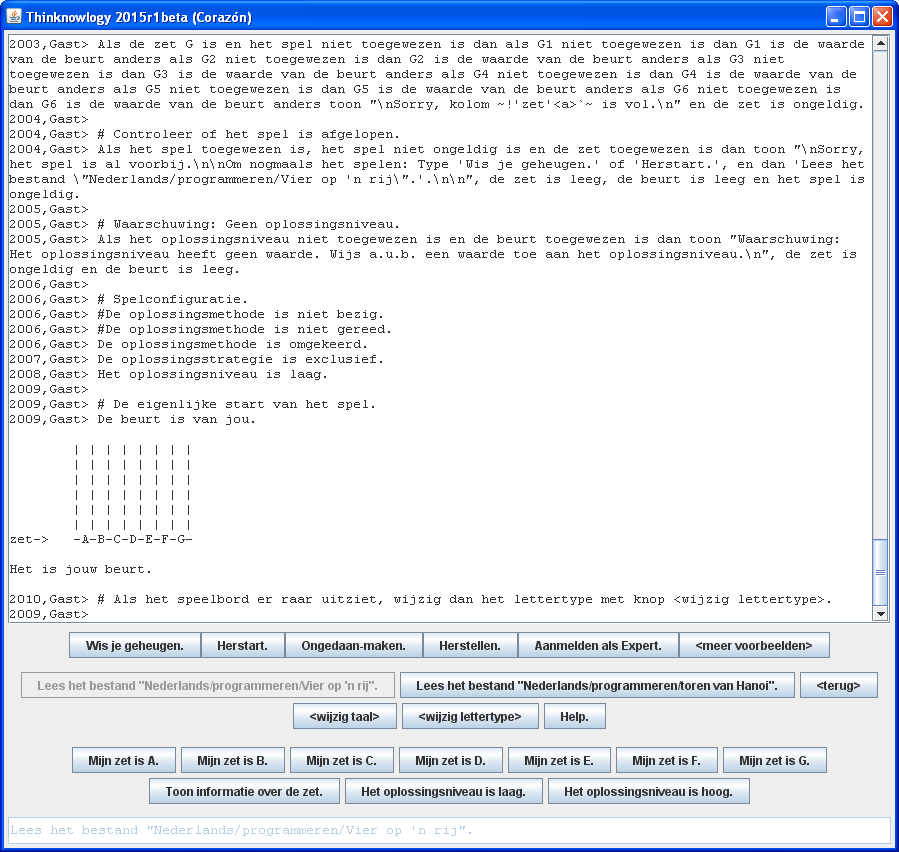 Thinknowlogy 2015r1beta (Corazón)
2003,Gast> Als de zet G is en het spel niet toegewezen is dan als G1 niet toegewezen is dan G1 is de waarde
van de beurt anders als G2 niet toegewezen is dan G2 is de waarde van de beurt anders als G3 niet
toegewezen is dan G3 is de waarde van de beurt anders als G4 niet toegewezen is dan G4 is de waarde van de
beurt anders als G5 niet toegewezen is dan G5 is de waarde van de beurt anders als G6 niet toegewezen is
dan G6 is de waarde van de beurt anders toon "\nSorry, kolom ~!'zet'<a>`~ is vol.\n" en de zet is ongeldig.
2004,Gast>
2004,Gast> # Controleer of het spel is afgelopen.
2004,Gast> Als het spel toegewezen is, het spel niet ongeldig is en de zet toegewezen is dan toon "\nSorry,
het spel is al voorbij.\n\nOm nogmaals het spelen: Type 'Wis je geheugen.' of 'Herstart.', en dan 'Lees het
bestand \"Nederlands/programmeren/Vier op 'n rij\".'.\n\n", de zet is leeg, de beurt is leeg en het spel is
ongeldig.
2005,Gast>
2005,Gast> # Waarschuwing: Geen oplossingsniveau.
2005,Gast> Als het oplossingsniveau niet toegewezen is en de beurt toegewezen is dan toon "Waarschuwing:
Het oplossingsniveau heeft geen waarde. Wijs a.u.b. een waarde toe aan het oplossingsniveau.\n", de zet is
ongeldig en de beurt is leeg.
2006,Gast>
2006,Gast> # Spelconfiguratie.
2006,Gast> #De oplossingsmethode is niet bezig.
2006,Gast> #De oplossingsmethode is niet gereed.
2006,Gast> De oplossingsmethode is omgekeerd.
2007,Gast> De oplossingsstrategie is exclusief.
2008,Gast> Het oplossingsniveau is laag.
2009,Gast>
2009,Gast> # De eigenlijke start van het spel.
2009,Gast> De beurt is van jou.
| | | | | | | |
| | | | | | | |
| | | | | | | |
| | | | | | | |
| | | | | | | |
| | | | | | | |
zet-> -A-B-C-D-E-F-G-
Het is jouw beurt.
2010,Gast> # Als het speelbord er raar uitziet, wijzig dan het lettertype met knop <wijzig lettertype>.
2009,Gast>
Wis je geheugen. Herstart. Ongedaan-maken. Herstellen. Aanmelden als Expert. <meer voorbeelden>
Lees het bestand "Nederlands/programmeren/Vier op 'n rij". Lees het bestand "Nederlands/programmeren/toren van Hanoi". <terug>
<wijzig taal> <wijzig lettertype> Help.
Mijn zet is A. Mijn zet is B. Mijn zet is C. Mijn zet is D. Mijn zet is E. Mijn zet is F. Mijn zet is G.
Toon informatie over de zet. Het oplossingsniveau is laag. Het oplossingsniveau is hoog.
Lees het bestand "Nederlands/programmeren/Vier op 'n rij".